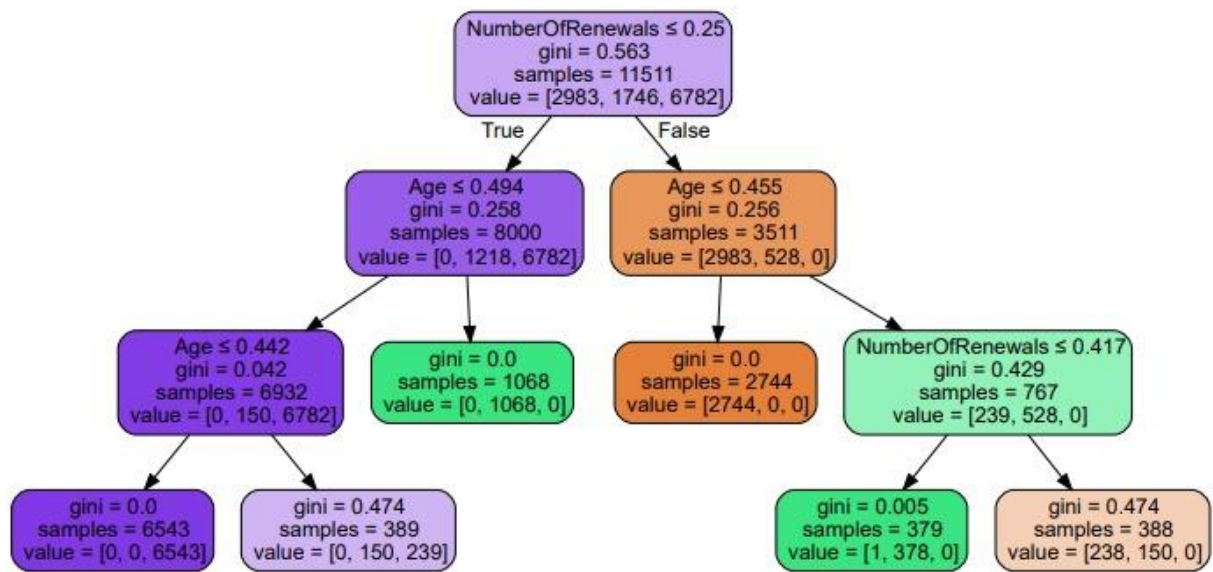 NumberOfRenewals ≤ 0.25
gini = 0.563
samples = 11511
value = [2983, 1746, 6782]
True
False
Age ≤ 0.494
gini = 0.258
samples = 8000
value = [0, 1218, 6782]
Age ≤ 0.455
gini = 0.256
samples = 3511
value = [2983, 528, 0]
Age ≤ 0.442
gini = 0.042
samples = 6932
value = [0, 150, 6782]
gini = 0.0
samples = 1068
value = [0, 1068, 0]
gini = 0.0
samples = 2744
value = [2744, 0, 0]
NumberOfRenewals ≤ 0.417
gini = 0.429
samples = 767
value = [239, 528, 0]
gini = 0.0
samples = 6543
value = [0, 0, 6543]
gini = 0.474
samples = 389
value = [0, 150, 239]
gini = 0.005
samples = 379
value = [1, 378, 0]
gini = 0.474
samples = 388
value = [238, 150, 0]